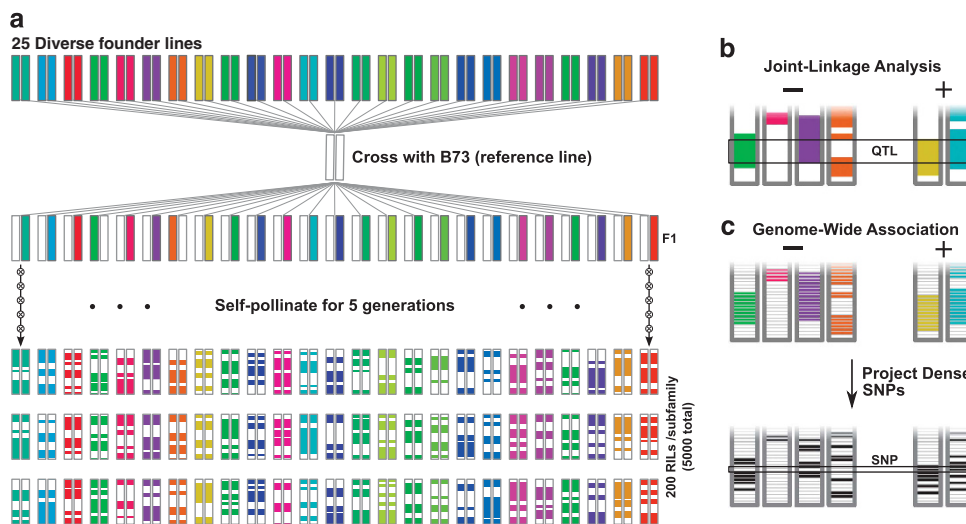 a
25 Diverse founder lines
Cross with B73 (reference line)
F1
Self-pollinate for 5 generations
200 RILs /subfamily
(5000 total)
b
Joint-Linkage Analysis
− +
QTL
c
Genome-Wide Association
− +
Project Dense
SNPs
SNP